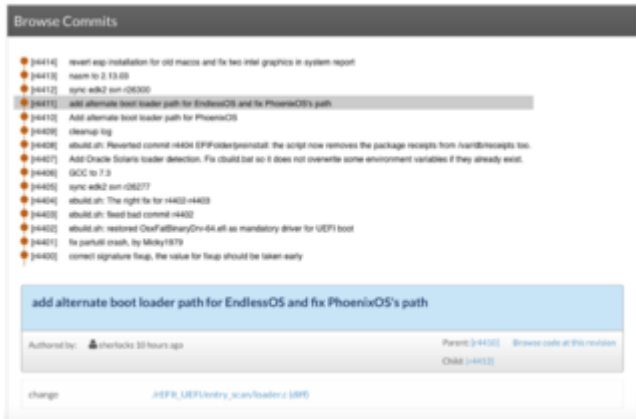 Browse Commits
[r4414] revert esp installation for old macos and fix two intel graphics in system report
[r4413] nasm to 2.13.03
[r4412] sync edk2 svn r26300
[r4411] add alternate boot loader path for EndlessOS and fix PhoenixOS's path
[r4410] Add alternate boot loader path for PhoenixOS
[r4409] cleanup log
[r4408] ebuild.sh: Reverted commit r4404 EFIFolder/preinstall: the script now removes the package receipts from /var/db/receipts too.
[r4407] Add Oracle Solaris loader detection. Fix cbuild.bat so it does not overwrite some environment variables if they already exist.
[r4406] GCC to 7.3
[r4405] sync edk2 svn r26277
[r4404] ebuild.sh: The right fix for r4402-r4403
[r4403] ebuild.sh: fixed bad commit r4402
[r4402] ebuild.sh: restored OsxFatBinaryDrv-64.efi as mandatory driver for UEFI boot
[r4401] fix partutil crash, by Micky1979
[r4400] correct signature fixup, the value for fixup should be taken early
add alternate boot loader path for EndlessOS and fix PhoenixOS's path
Authored by: sherlocks 10 hours ago Parent: [r4410] Browse code at this revision
Child: [r4412]
change /rEFIt_UEFI/entry_scan/loader.c (diff)